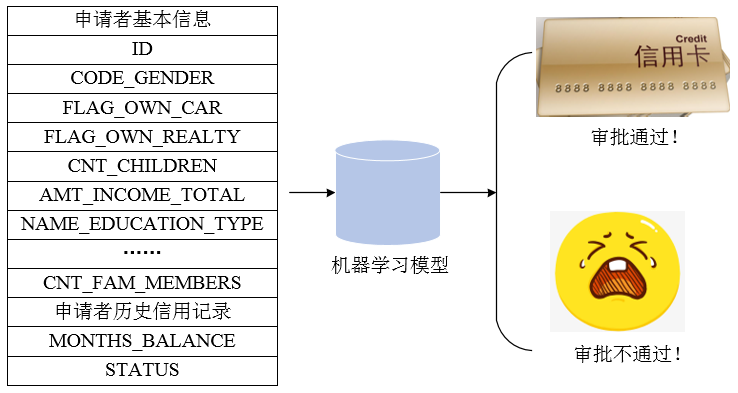 申请者基本信息
ID
CODE_GENDER
FLAG_OWN_CAR
FLAG_OWN_REALTY
CNT_CHILDREN
AMT_INCOME_TOTAL
NAME_EDUCATION_TYPE
……
CNT_FAM_MEMBERS
申请者历史信用记录
MONTHS_BALANCE
STATUS
机器学习模型
Credit
信用卡
8888 8888 8888 8888
审批通过！
审批不通过！